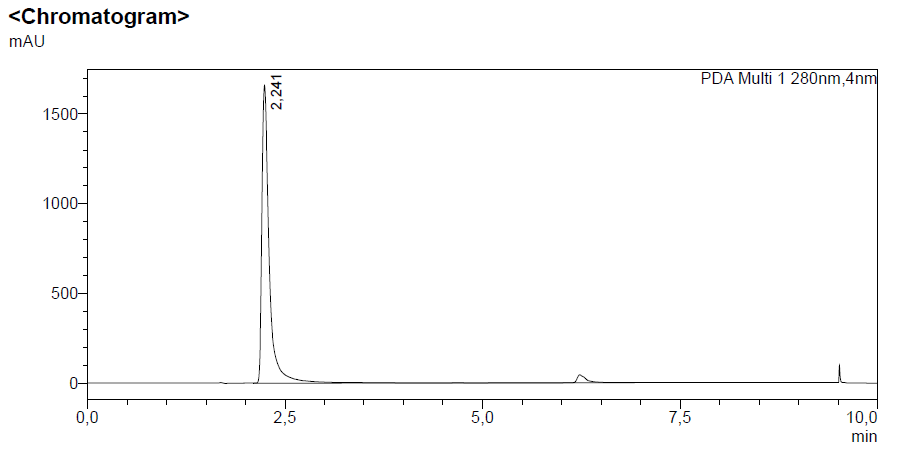 <Chromatogram>
mAU
PDA Multi 1 280nm,4nm
2,241
1500
1000
500
0
0,0 2,5 5,0 7,5 10,0
min